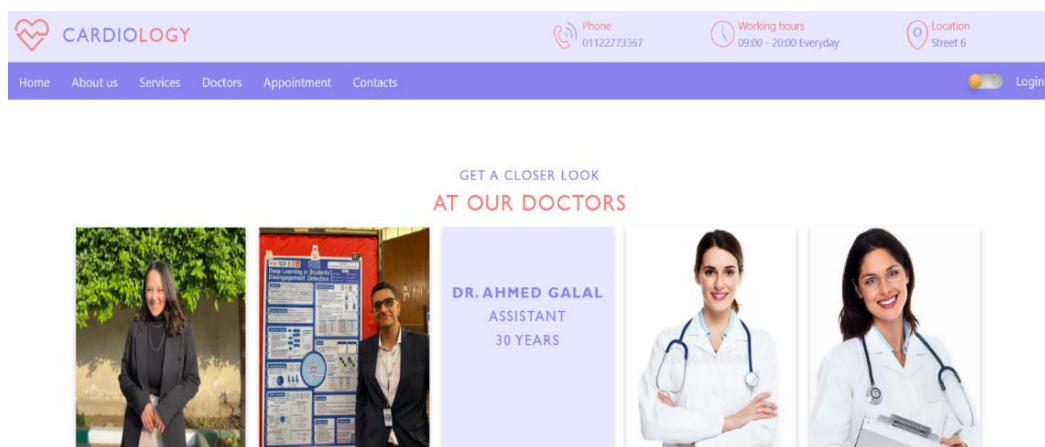 CARDIOLOGY
Phone
01122773367
Working hours
09:00 - 20:00 Everyday
Location
Street 6
Home About us Services Doctors Appointment Contacts
Login
GET A CLOSER LOOK
AT OUR DOCTORS
Deep Learning in Students'
Disengagement Detection
DR. AHMED GALAL
ASSISTANT
30 YEARS